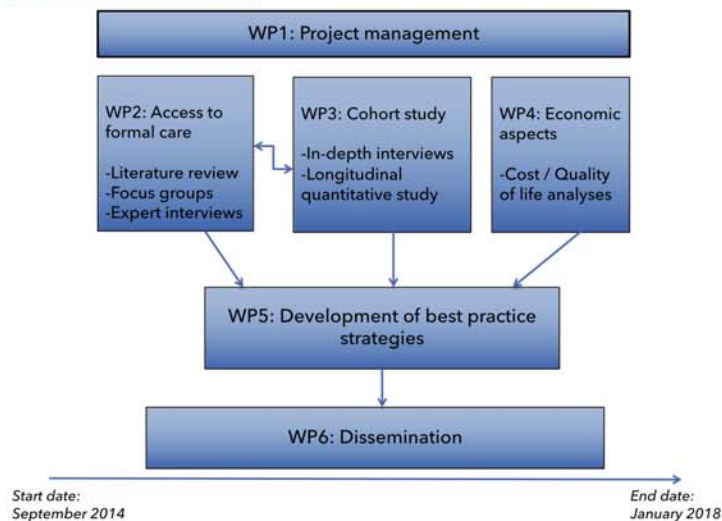 WP1: Project management
WP2: Access to
formal care
-Literature review
-Focus groups
-Expert interviews
WP3: Cohort study
-In-depth interviews
-Longitudinal
quantitative study
WP4: Economic
aspects
-Cost / Quality
of life analyses
WP5: Development of best practice
strategies
WP6: Dissemination
Start date:
September 2014
End date:
January 2018